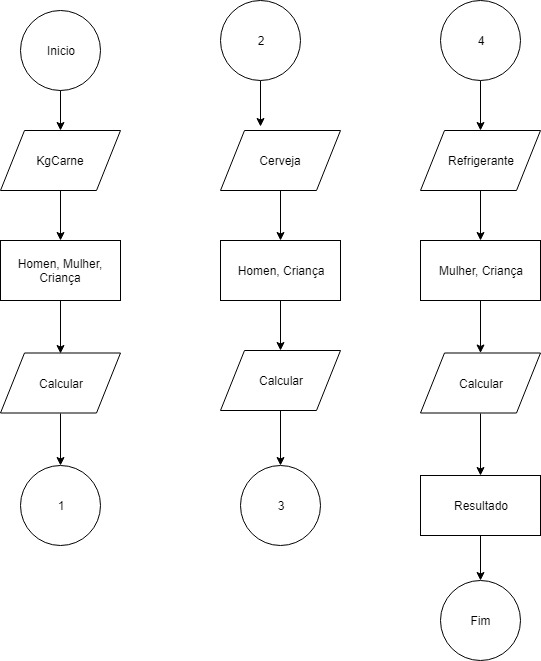 Inicio
KgCarne
Homen, Mulher,
Criança
Calcular
1
2
Cerveja
Homen, Criança
Calcular
3
4
Refrigerante
Mulher, Criança
Calcular
Resultado
Fim